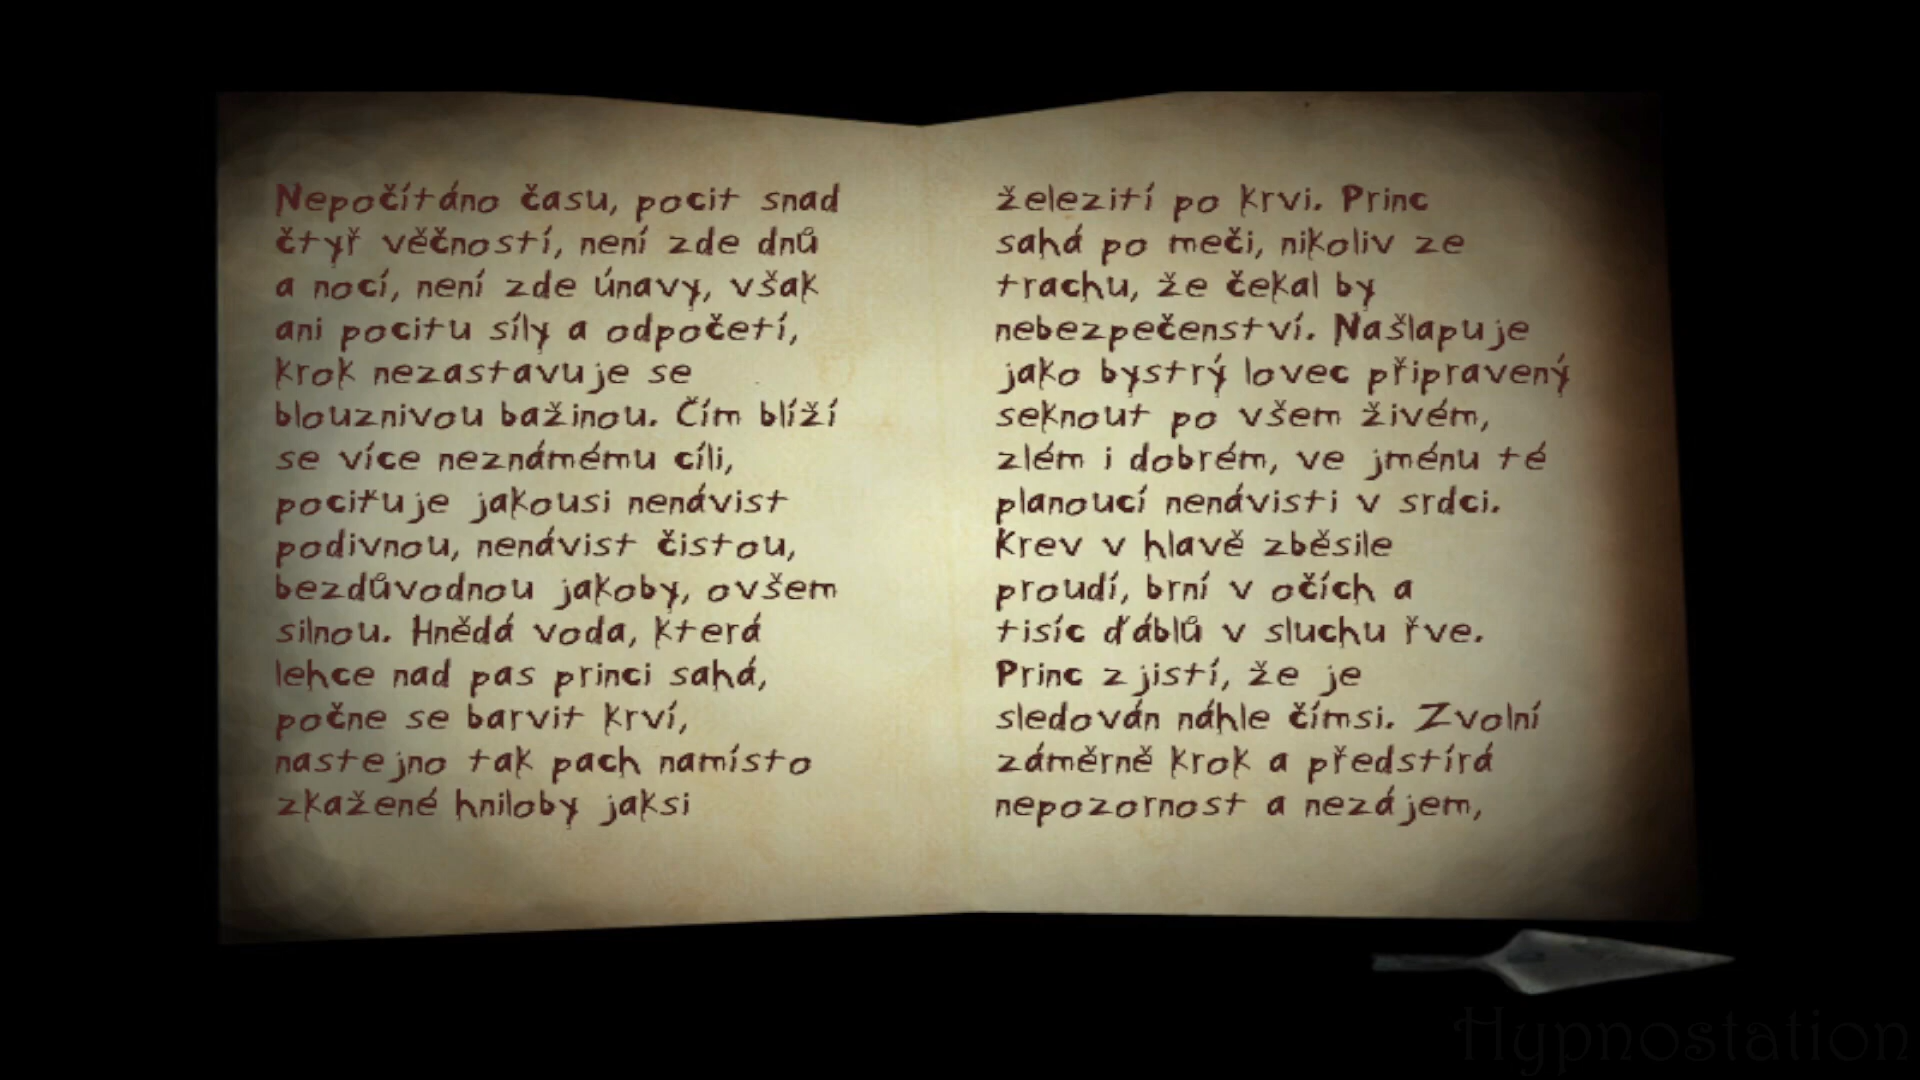 Nepočítáno času, pocit snad
čtyř věčností, není zde dnů
a nocí, není zde únavy, však
ani pocitu síly a odpočetí,
krok nezastavuje se
blouznivou bažinou. Čím blíží
se více neznámému cíli,
pociťuje jakousi nenávist
podivnou, nenávist čistou,
bezdůvodnou jakoby, ovšem
silnou. Hnědá voda, která
lehce nad pas princi sahá,
počne se barvit krví,
nastejno tak pach namísto
zkažené hniloby jaksi
železití po krvi. Princ
sahá po meči, nikoliv ze
trachu, že čekal by
nebezpečenství. Našlapuje
jako bystrý lovec připravený
seknout po všem živém,
zlém i dobrém, ve jménu té
planoucí nenávisti v srdci.
Krev v hlavě zběsile
proudí, brní v očích a
tisíc ďáblů v sluchu řve.
Princ zjistí, že je
sledován náhle čímsi. Zvolní
záměrně krok a předstírá
nepozornost a nezájem,
Hypnostation